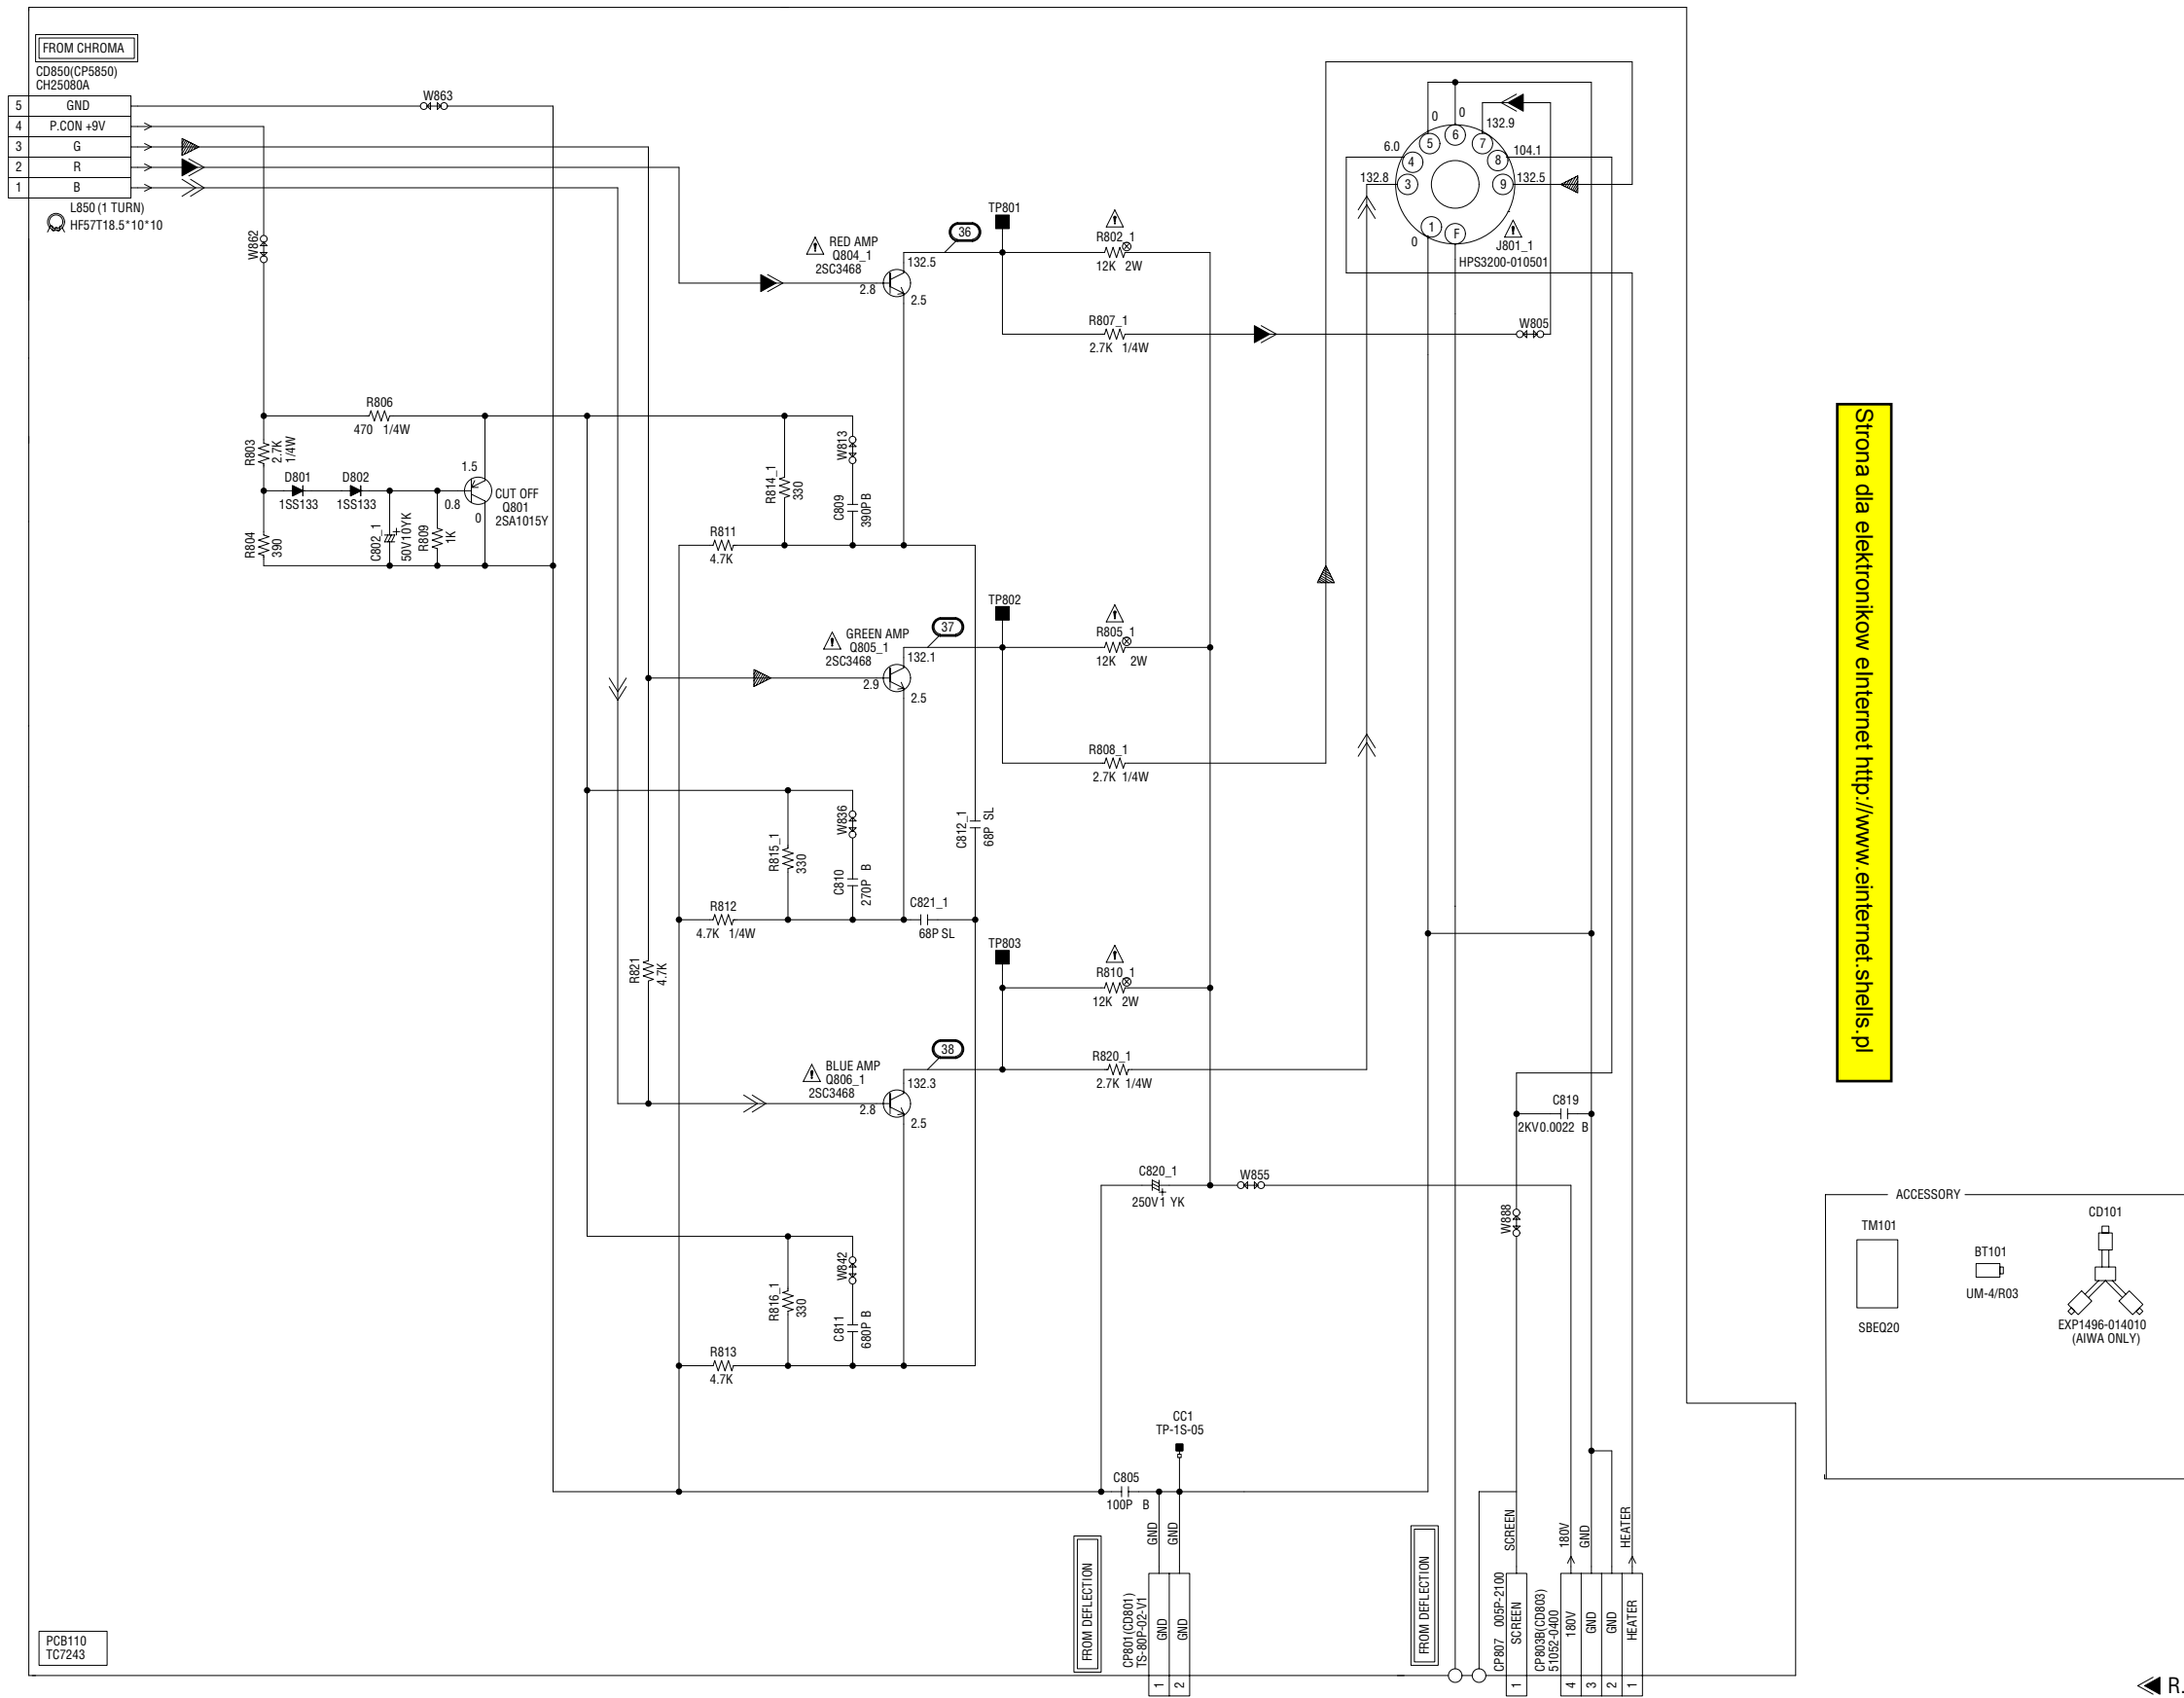 FROM CHROMA
CD850(CP5850)
CH25080A
5 GND
4 P.CON +9V
3 G
2 R
1 B
L850 (1 TURN)
HF57T18.5*10*10
W863
W862
RED AMP
Q804_1
2SC3468
132.5
2.8
2.5
36
TP801
R802_1
12K 2W
R807_1
2.7K 1/4W
W805
0
0
132.9
6.0
104.1
132.8
132.5
0
5
6
7
4
8
3
9
1
F
J801_1
HPS3200-010501
R806
470 1/4W
R803
2.7K
1/4W
D801
1SS133
D802
1SS133
1.5
0.8
0
CUT OFF
Q801
2SA1015Y
R804
390
C802_1
50V10YK
R809
1K
R814_1
330
W813
C809
390P B
R811
4.7K
GREEN AMP
Q805_1
2SC3468
132.1
2.9
2.5
37
TP802
R805_1
12K 2W
R808_1
2.7K 1/4W
R815_1
330
W836
C810
270P B
C812_1
68P SL
R812
4.7K 1/4W
C821_1
68P SL
R821
4.7K
TP803
R810_1
12K 2W
BLUE AMP
Q806_1
2SC3468
132.3
2.8
2.5
38
R820_1
2.7K 1/4W
C819
2KV0.0022 B
C820_1
250V1 YK
W855
W888
R816_1
330
W842
C811
680P B
R813
4.7K
CC1
TP-1S-05
C805
100P B
GND
GND
FROM DEFLECTION
CP801(CD801)
TS-80P-02-V1
GND
GND
1
2
FROM DEFLECTION
SCREEN
180V
GND
HEATER
CP807 005P-2100
SCREEN
1
CP803B(CD803)
51052-0400
180V
GND
GND
HEATER
4
3
2
1
PCB110
TC7243
Strona dla elektronikow eInternet http://www.einternet.shells.pl
ACCESSORY
TM101
SBEQ20
BT101
UM-4/R03
CD101
EXP1496-014010
(AIWA ONLY)